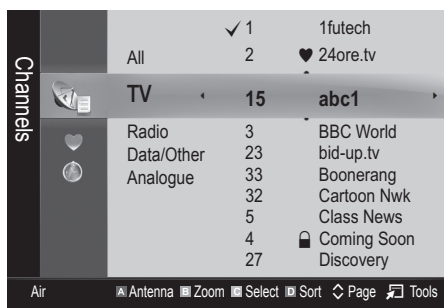 Channels
1 1futech
All 2 24ore.tv
TV 15 abc1
Radio 3 BBC World
Data/Other 23 bid-up.tv
Analogue 33 Boonerang
32 Cartoon Nwk
5 Class News
4 Coming Soon
27 Discovery
Air A Antenna B Zoom C Select D Sort Page Tools